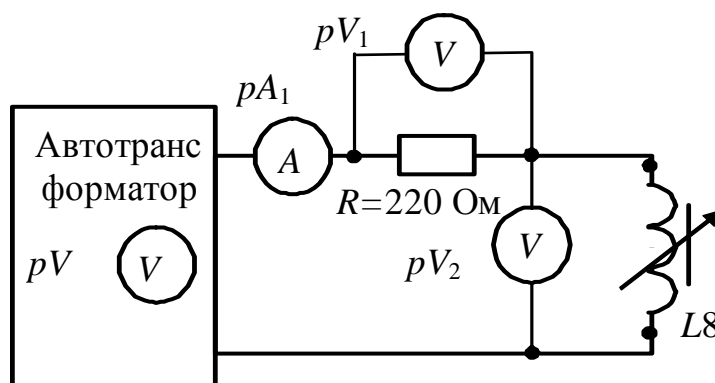 pV₁
V
pA₁
Автотранс
форматор
A
R=220 Ом
pV
V
pV₂
V
L8